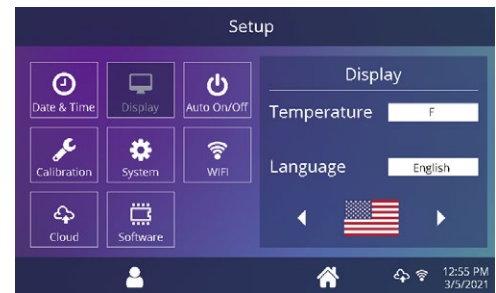 Setup
Date & Time
Display
Auto On/Off
Calibration
System
WIFI
Cloud
Software
Display
Temperature
F
Language
English
12:55 PM
3/5/2021